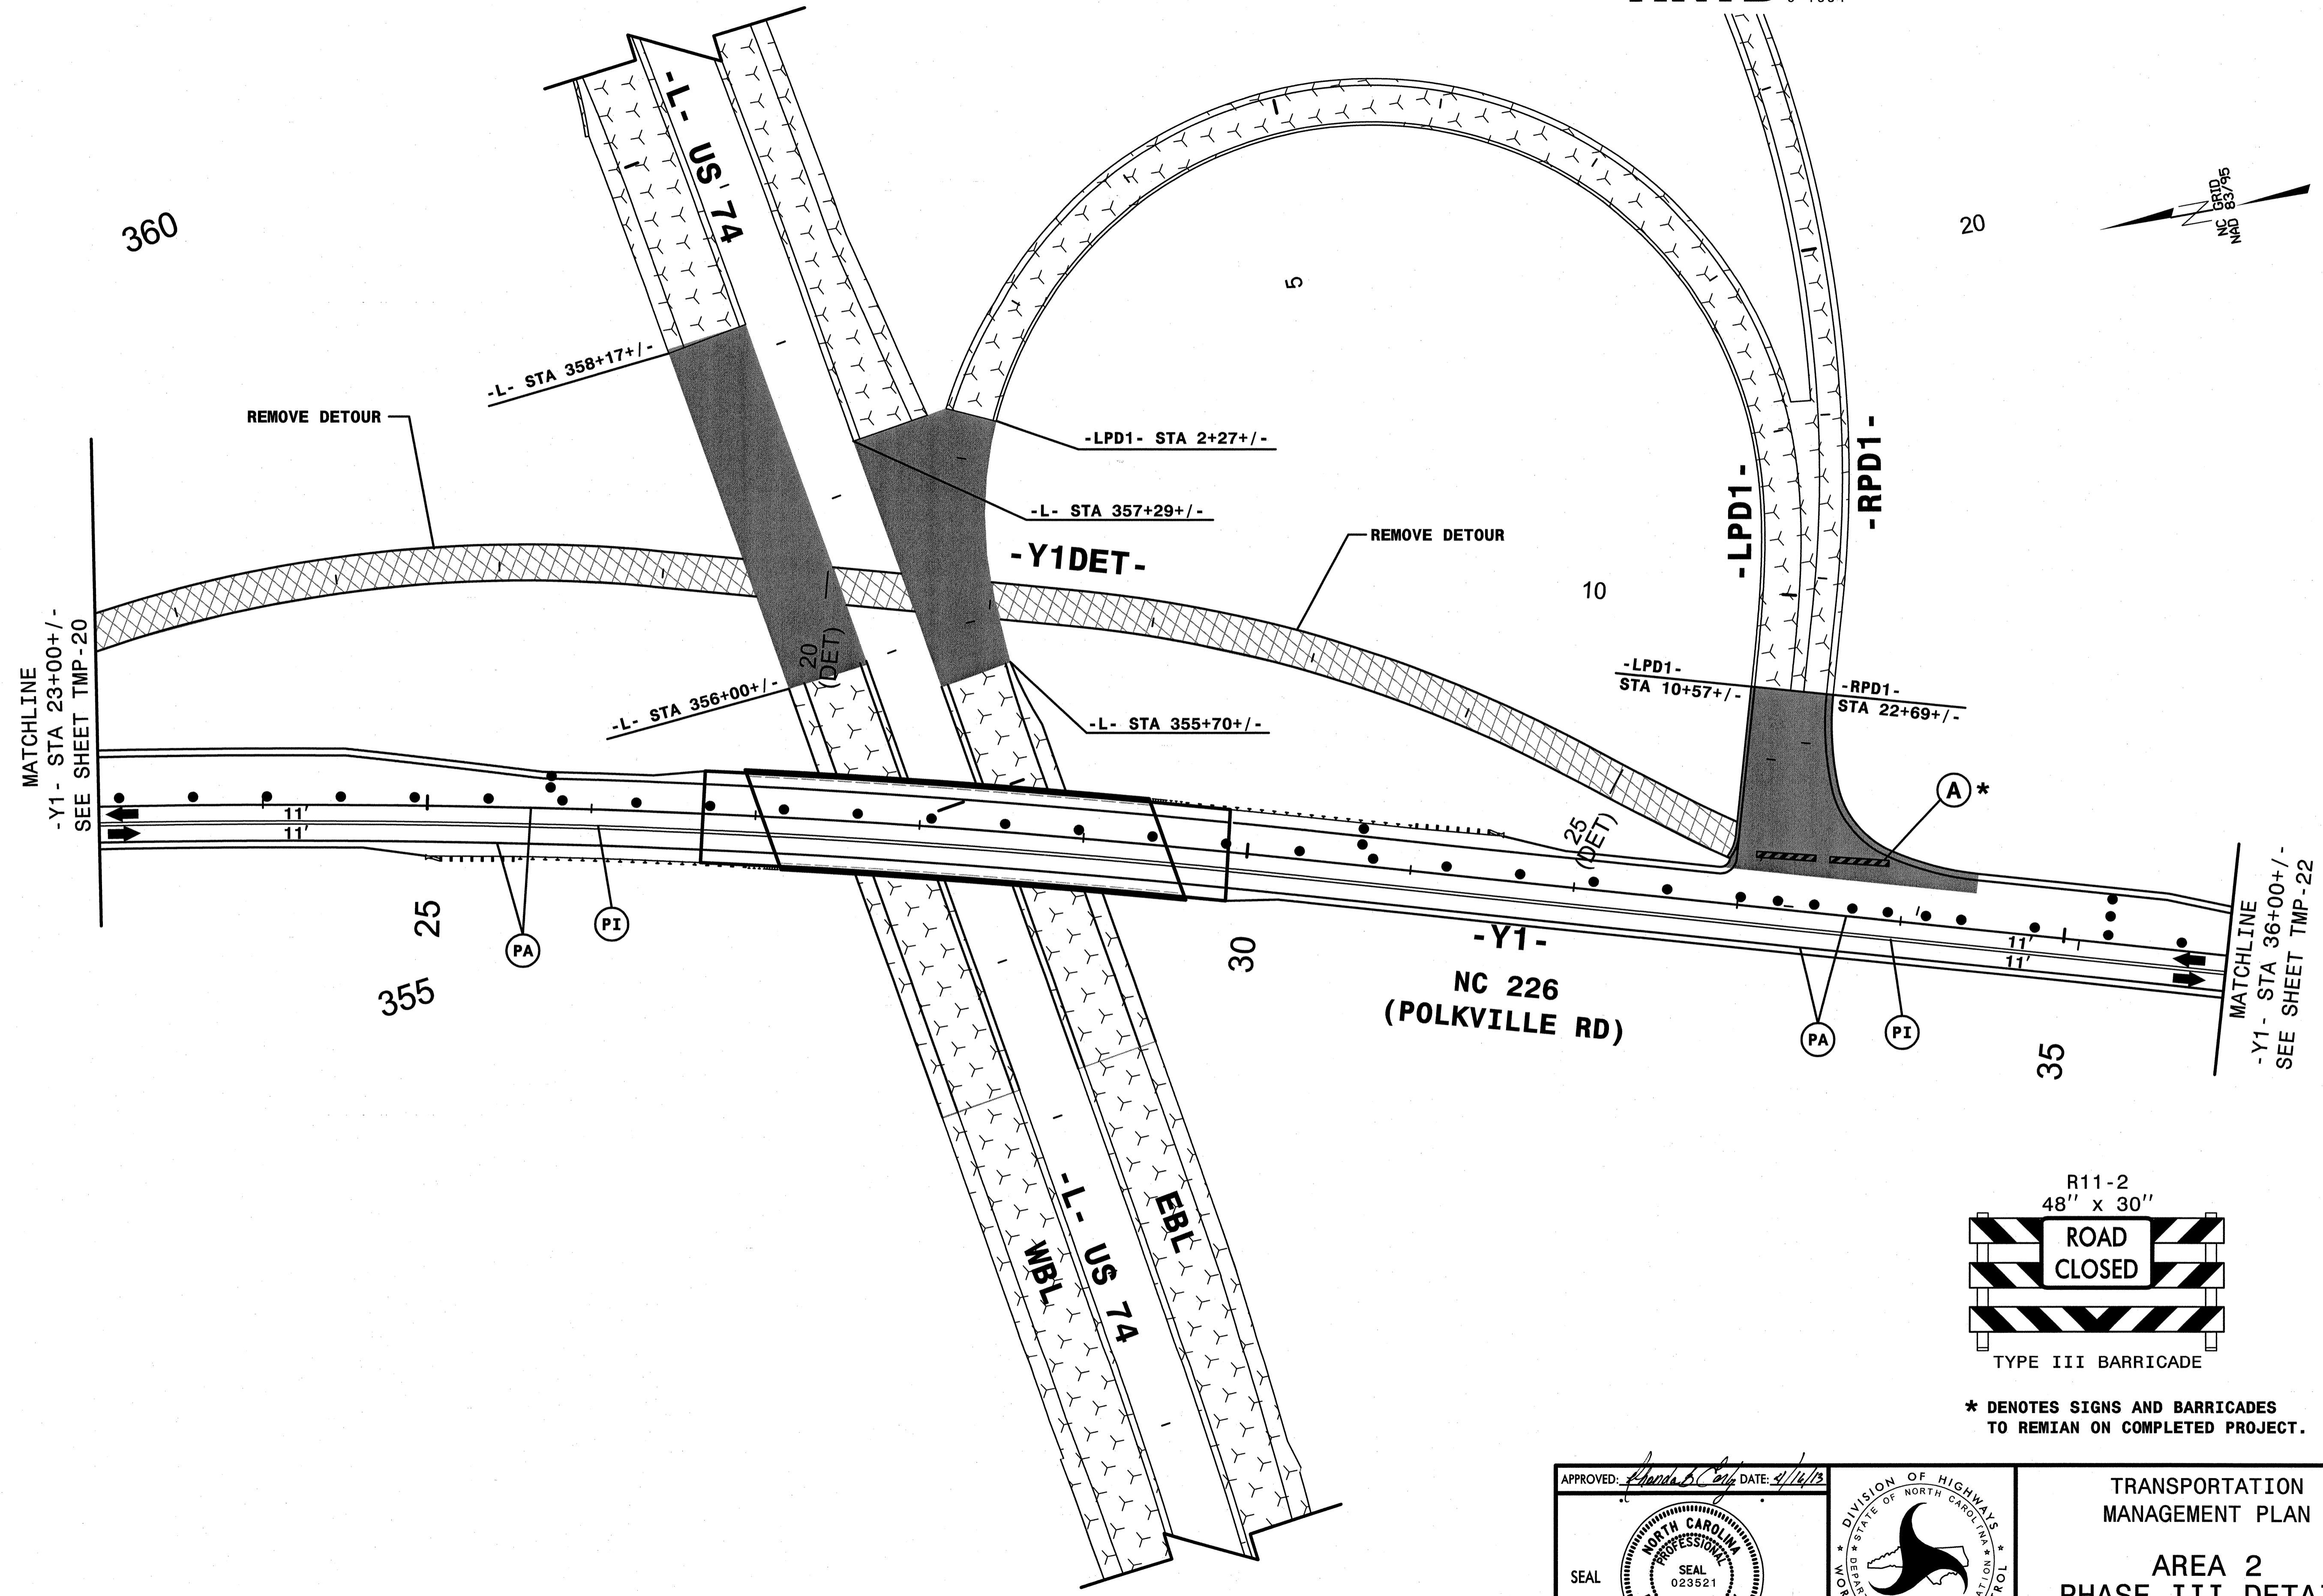 -L- US 74
360
20
NC GRID
NAD 83/95
5
-L- STA 358+17+/-
REMOVE DETOUR
-LPD1- STA 2+27+/-
-L- STA 357+29+/-
-Y1DET-
REMOVE DETOUR
-LPD1-
-RPD1-
10
MATCHLINE
-Y1- STA 23+00+/-
SEE SHEET TMP-20
20
(DET)
-L- STA 356+00+/-
-L- STA 355+70+/-
-LPD1-
STA 10+57+/-
-RPD1-
STA 22+69+/-
A *
11'
11'
25
(DET)
25
PA
PI
30
-Y1-
NC 226
(POLKVILLE RD)
355
11'
11'
PA
PI
35
MATCHLINE
-Y1- STA 36+00+/-
SEE SHEET TMP-22
-L- US 74
WBL
EBL
R11-2
48" x 30"
ROAD
CLOSED
TYPE III BARRICADE
* DENOTES SIGNS AND BARRICADES
TO REMIAN ON COMPLETED PROJECT.
APPROVED: DATE: 4/16/13
SEAL
NORTH CAROLINA
PROFESSIONAL
SEAL
023521
DIVISION OF HIGHWAYS
STATE OF NORTH CAROLINA
TRANSPORTATION
MANAGEMENT PLAN
AREA 2